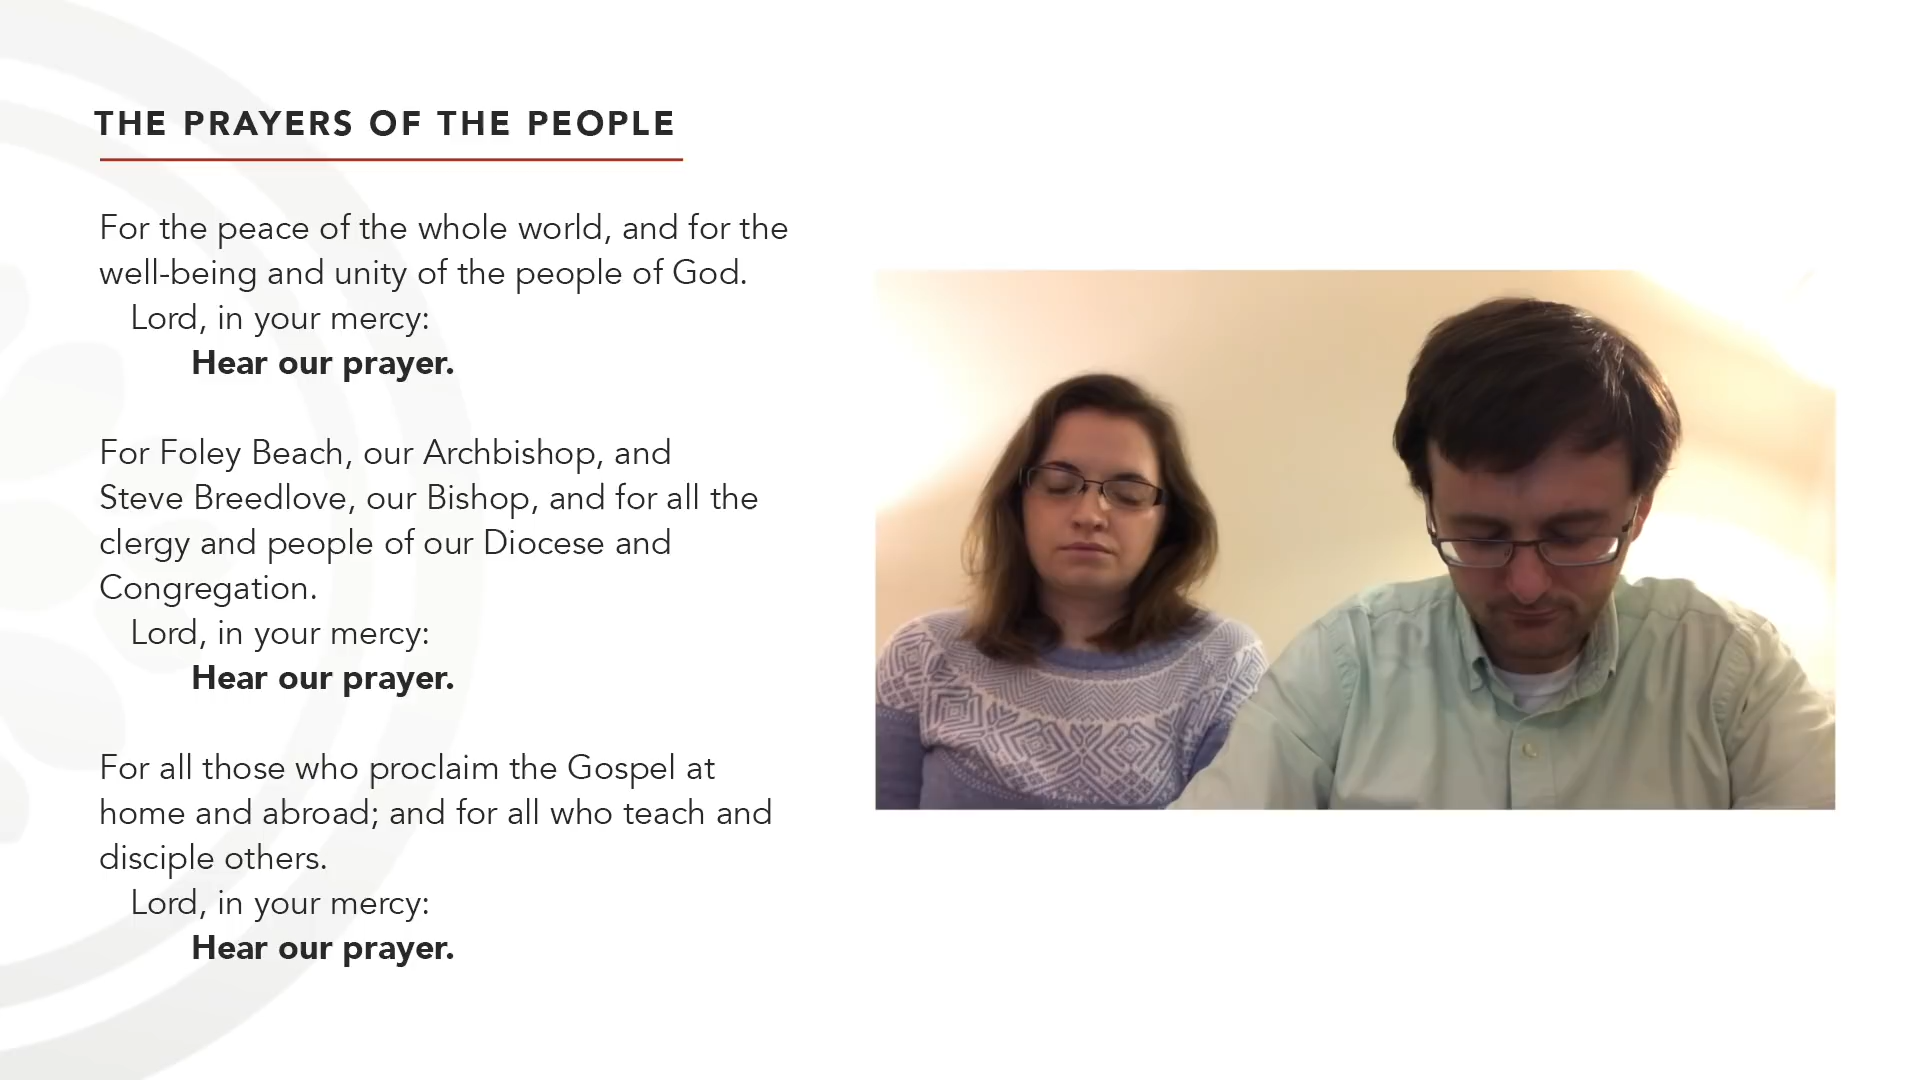 THE PRAYERS OF THE PEOPLE
For the peace of the whole world, and for the
well-being and unity of the people of God.
Lord, in your mercy:
Hear our prayer.
For Foley Beach, our Archbishop, and
Steve Breedlove, our Bishop, and for all the
clergy and people of our Diocese and
Congregation.
Lord, in your mercy:
Hear our prayer.
For all those who proclaim the Gospel at
home and abroad; and for all who teach and
disciple others.
Lord, in your mercy:
Hear our prayer.